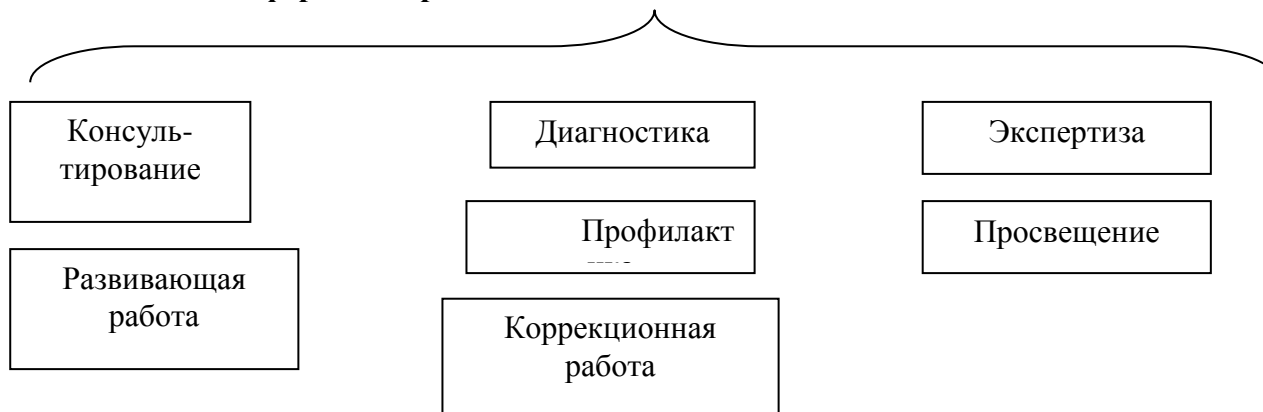 Консуль-
тирование
Диагностика
Экспертиза
Профилакт
Просвещение
Развивающая
работа
Коррекционная
работа